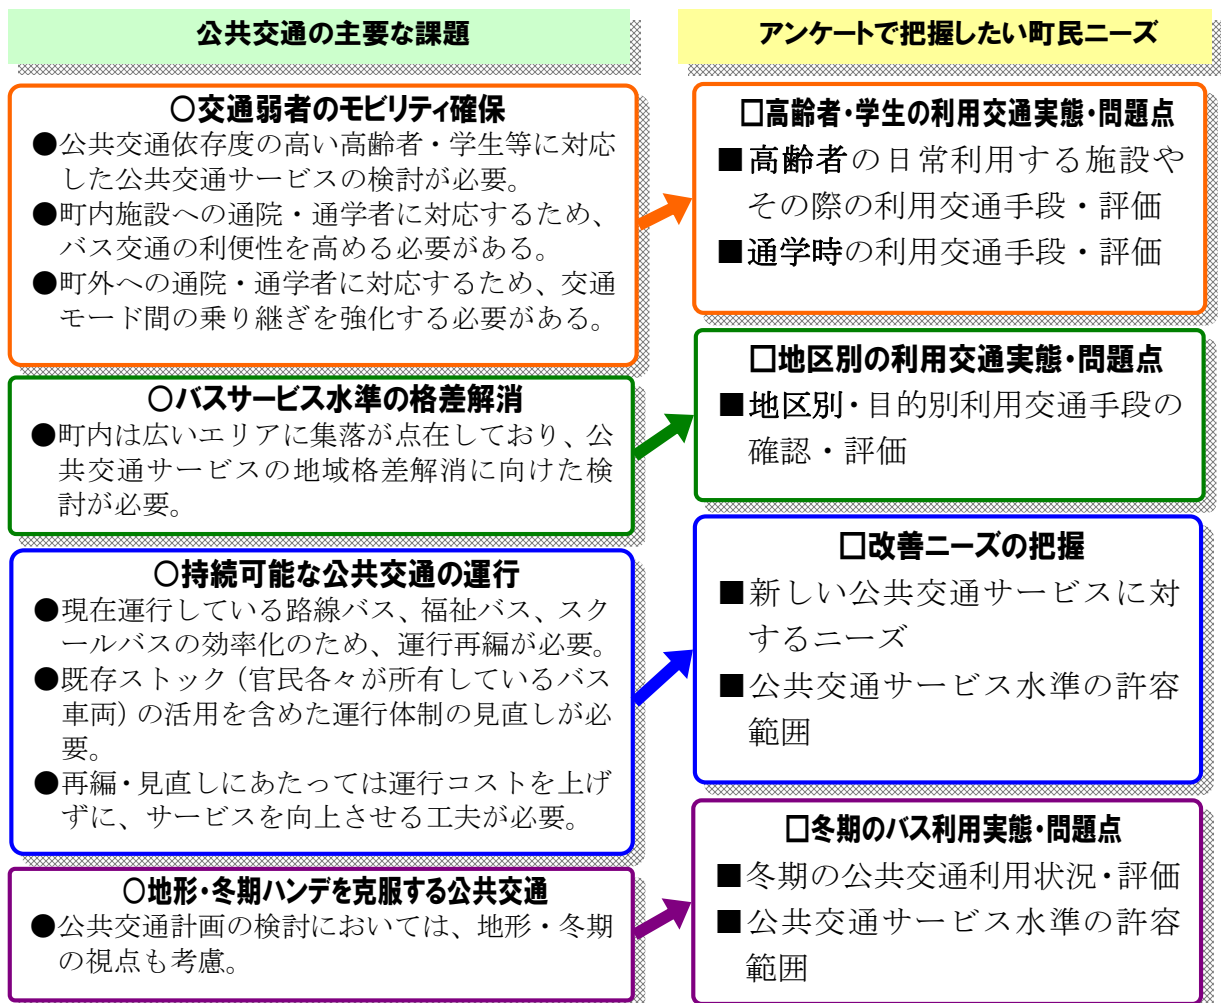 公共交通の主要な課題
○交通弱者のモビリティ確保
●公共交通依存度の高い高齢者・学生等に対応
した公共交通サービスの検討が必要。
●町内施設への通院・通学者に対応するため、
バス交通の利便性を高める必要がある。
●町外への通院・通学者に対応するため、交通
モード間の乗り継ぎを強化する必要がある。
○バスサービス水準の格差解消
●町内は広いエリアに集落が点在しており、公
共交通サービスの地域格差解消に向けた検
討が必要。
○持続可能な公共交通の運行
●現在運行している路線バス、福祉バス、スク
ールバスの効率化のため、運行再編が必要。
●既存ストック（官民各々が所有しているバス
車両）の活用を含めた運行体制の見直しが必
要。
●再編・見直しにあたっては運行コストを上げ
ずに、サービスを向上させる工夫が必要。
○地形・冬期ハンデを克服する公共交通
●公共交通計画の検討においては、地形・冬期
の視点も考慮。
アンケートで把握したい町民ニーズ
□高齢者・学生の利用交通実態・問題点
■高齢者の日常利用する施設や
その際の利用交通手段・評価
■通学時の利用交通手段・評価
□地区別の利用交通実態・問題点
■地区別・目的別利用交通手段の
確認・評価
□改善ニーズの把握
■新しい公共交通サービスに対
するニーズ
■公共交通サービス水準の許容
範囲
□冬期のバス利用実態・問題点
■冬期の公共交通利用状況・評価
■公共交通サービス水準の許容
範囲